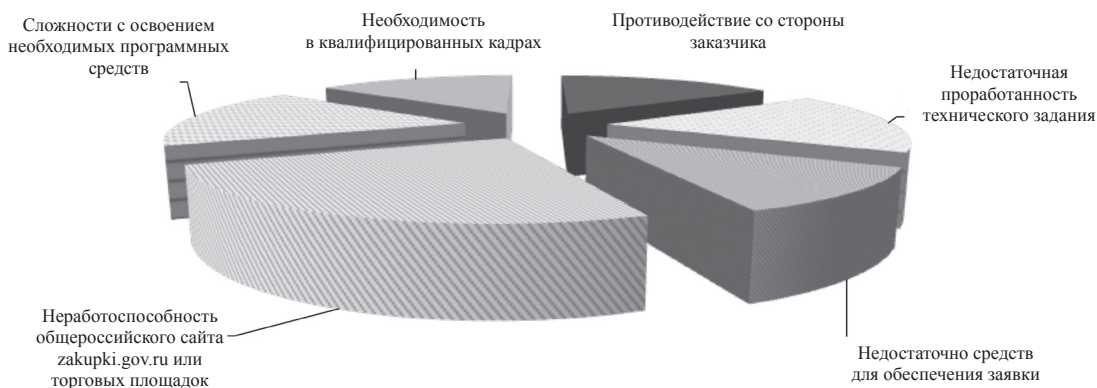 Сложности с освоением
необходимых программных
средств
Необходимость
в квалифицированных кадрах
Противодействие со стороны
заказчика
Недостаточная
проработанность
технического задания
Неработоспособность
общероссийского сайта
zakupki.gov.ru или
торговых площадок
Недостаточно средств
для обеспечения заявки